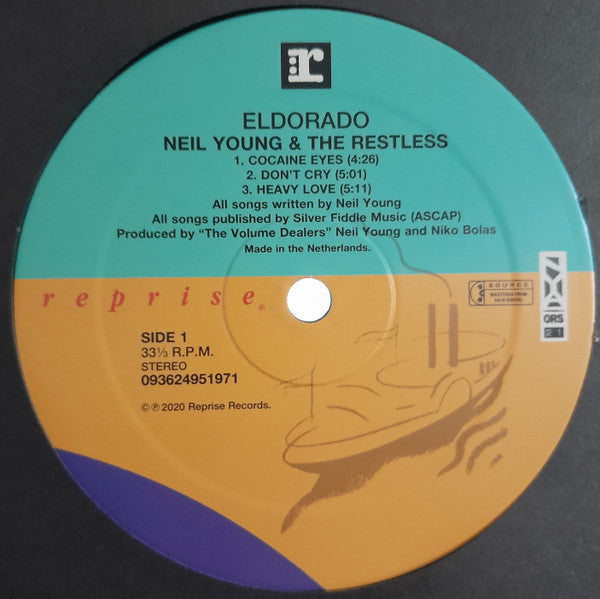 r
ELDORADO
NEIL YOUNG & THE RESTLESS
1. COCAINE EYES (4:26)
2. DON'T CRY (5:01)
3. HEAVY LOVE (5:11)
All songs written by Neil Young
All songs published by Silver Fiddle Music (ASCAP)
Produced by "The Volume Dealers" Neil Young and Niko Bolas
Made in the Netherlands.
reprise®
SOURCE
ORS
SIDE 1
33⅓ R.P.M.
STEREO
093624951971
©℗2020 Reprise Records.